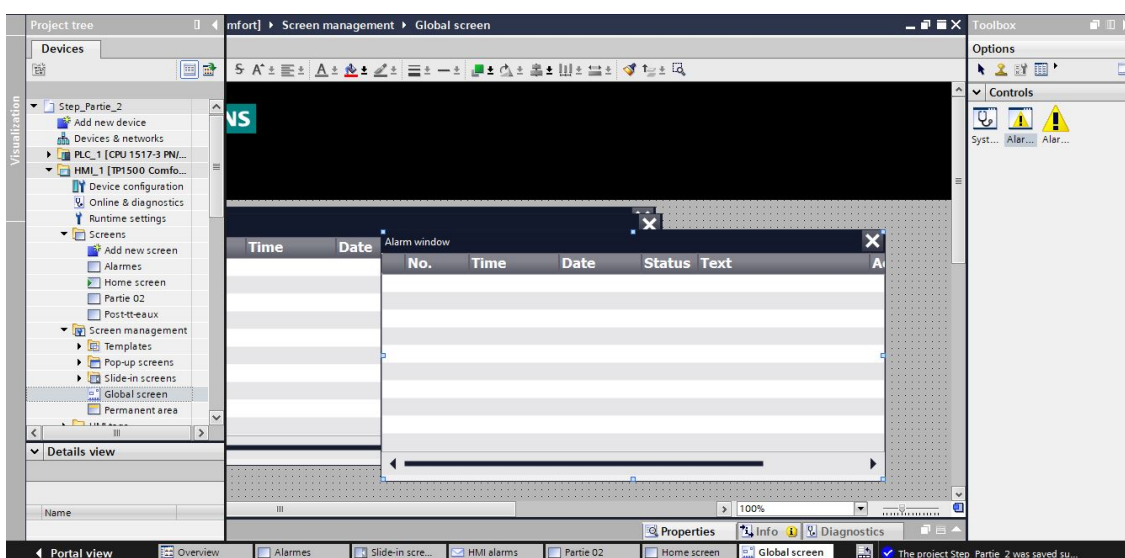 Project tree
mfort] ▸ Screen management ▸ Global screen
Toolbox
Devices
Options
Visualization
Controls
Step_Partie_2
Add new device
Devices & networks
PLC_1 [CPU 1517-3 PN/...
HMI_1 [TP1500 Comfo...
Device configuration
Online & diagnostics
Runtime settings
Screens
Add new screen
Alarmes
Home screen
Partie 02
Post-tt-eaux
Screen management
Templates
Pop-up screens
Slide-in screens
Global screen
Permanent area
NS
Syst... Alar... Alar...
Time Date
Alarm window
No. Time Date Status Text
Details view
Name
100%
Properties Info Diagnostics
Portal view Overview Alarmes Slide-in scre... HMI alarms Partie 02 Home screen Global screen The project Step_Partie_2 was saved su...